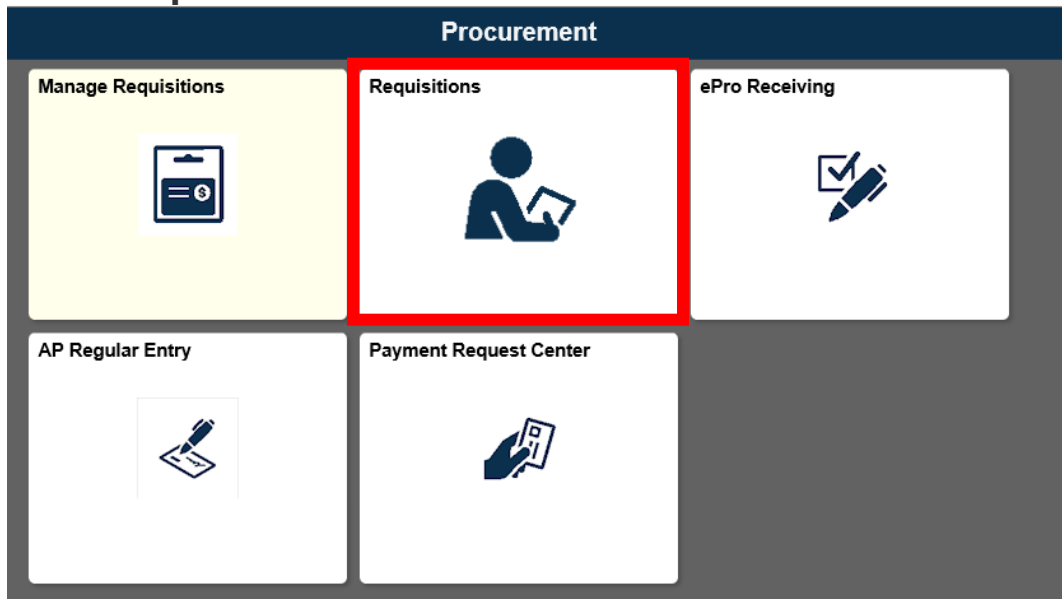 Procurement
Manage Requisitions
Requisitions
ePro Receiving
AP Regular Entry
Payment Request Center